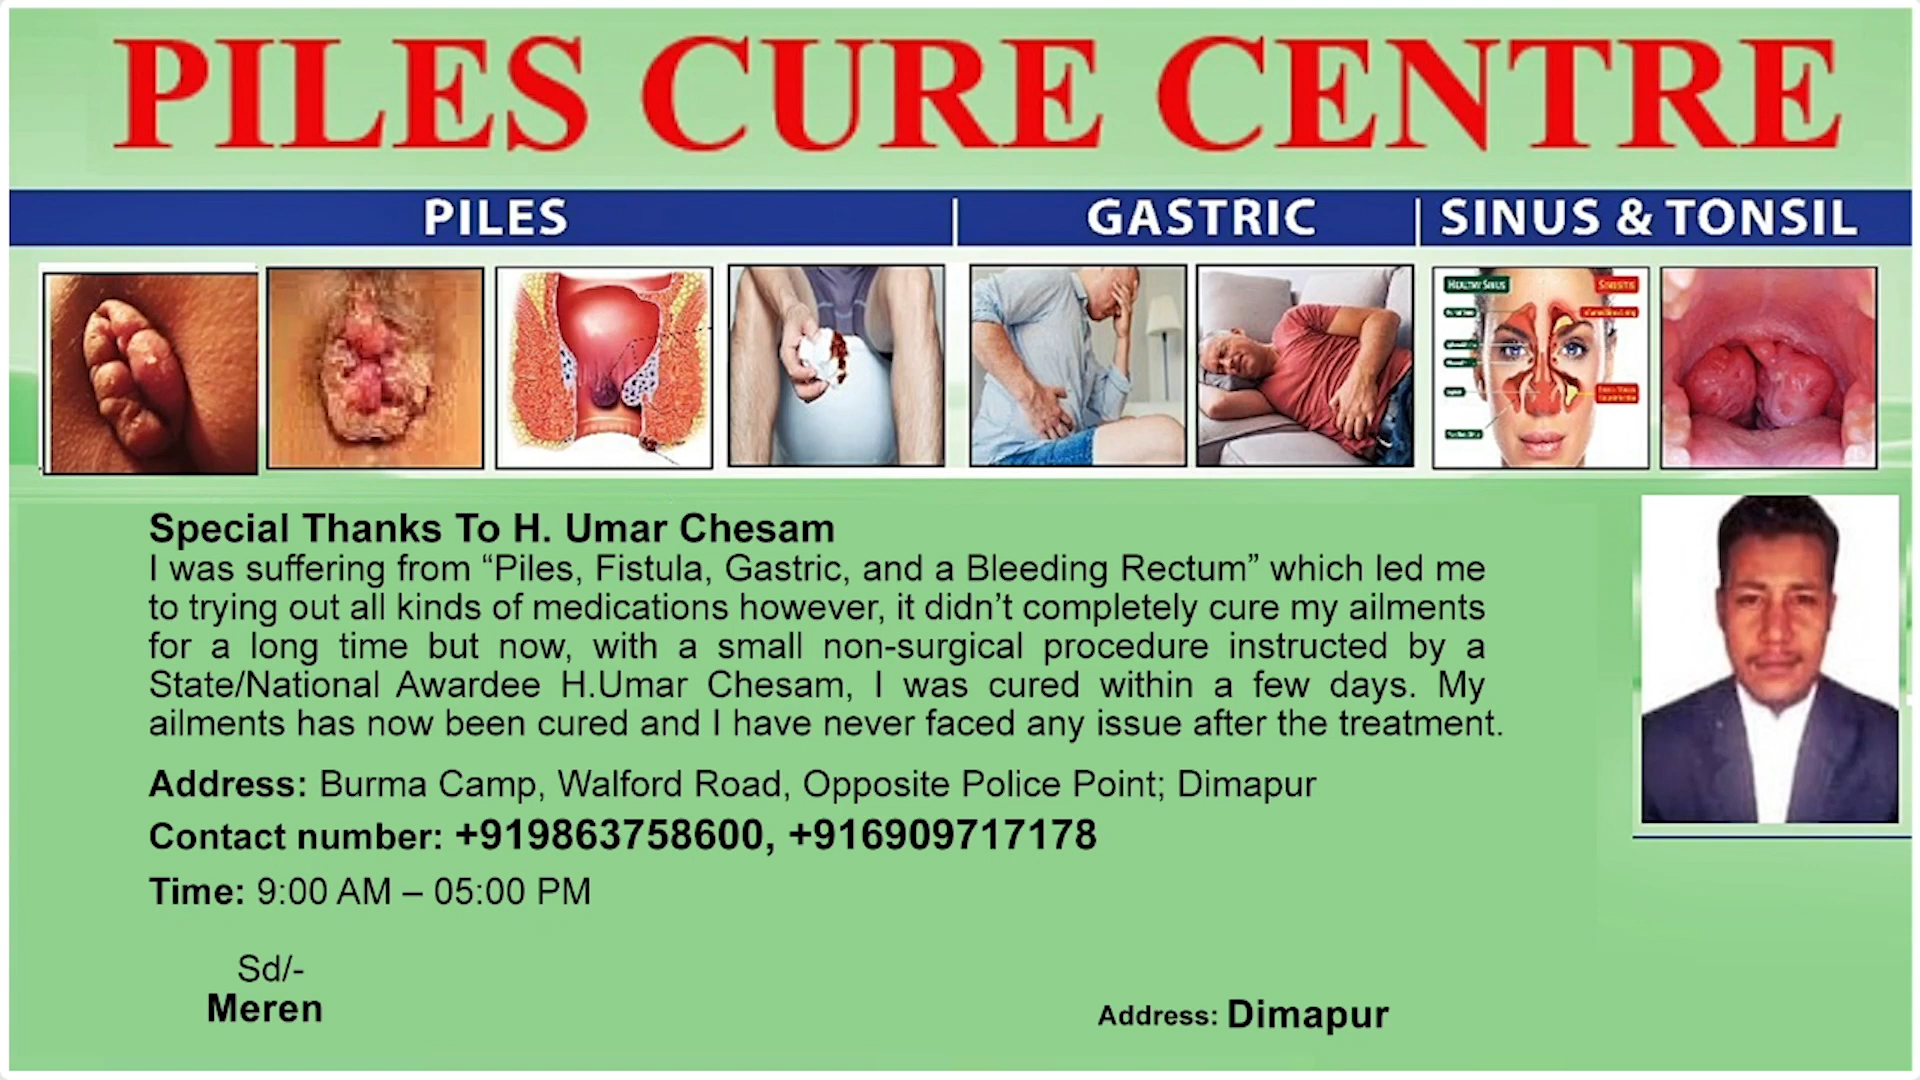 PILES CURE CENTRE
PILES | GASTRIC | SINUS & TONSIL
HEALTHY SINUS
SINUSITIS
Special Thanks To H. Umar Chesam
I was suffering from “Piles, Fistula, Gastric, and a Bleeding Rectum” which led me
to trying out all kinds of medications however, it didn’t completely cure my ailments
for a long time but now, with a small non-surgical procedure instructed by a
State/National Awardee H.Umar Chesam, I was cured within a few days. My
ailments has now been cured and I have never faced any issue after the treatment.
Address: Burma Camp, Walford Road, Opposite Police Point; Dimapur
Contact number: +919863758600, +916909717178
Time: 9:00 AM – 05:00 PM
Sd/-
Meren
Address: Dimapur